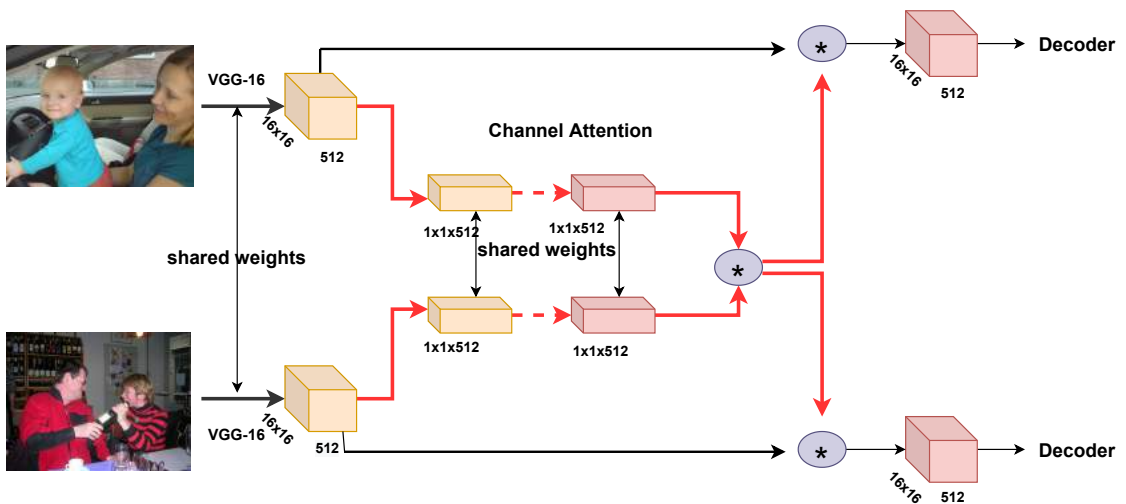 VGG-16
16x16
512
*
16x16
512
Decoder
Channel Attention
1x1x512
1x1x512
shared weights
shared weights
*
1x1x512
1x1x512
VGG-16
16x16
512
*
16x16
512
Decoder